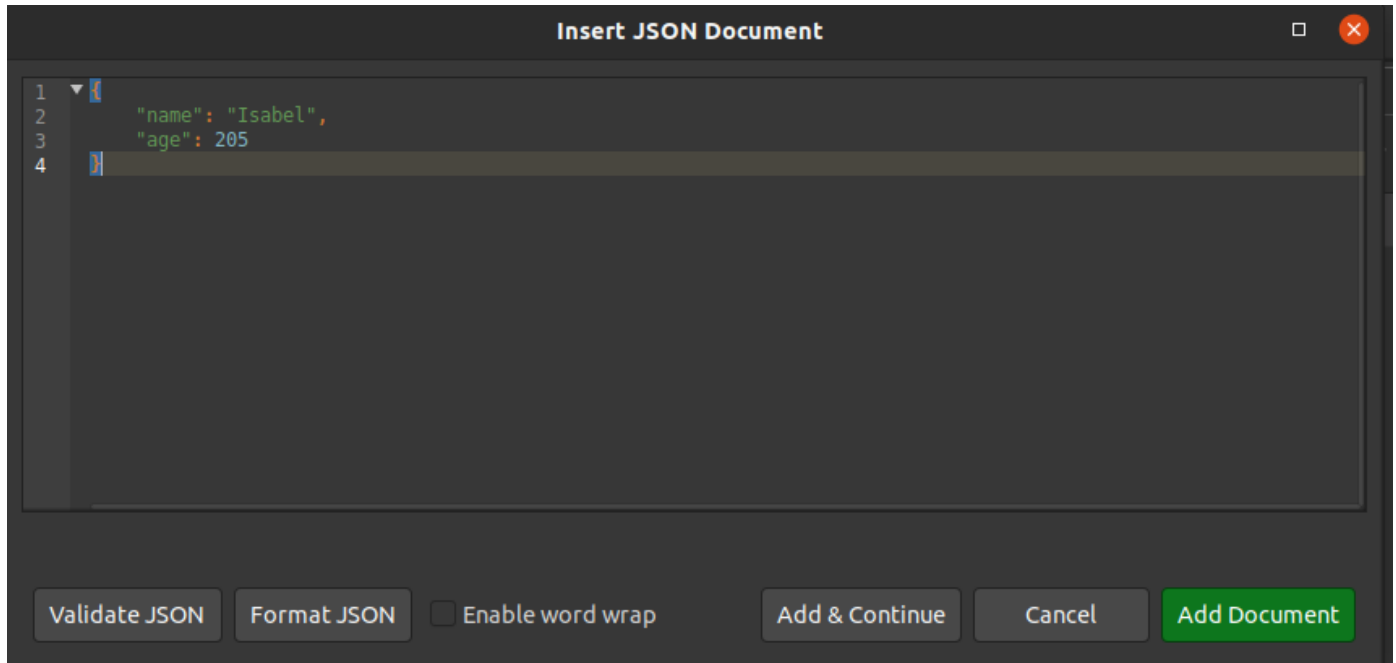 Insert JSON Document
1 {
2 "name": "Isabel",
3 "age": 205
4 }
Validate JSON Format JSON Enable word wrap Add & Continue Cancel Add Document